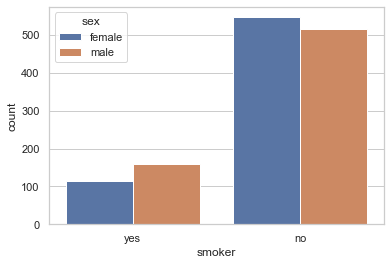 sex
female
male
500
400
300
200
100
0
count
yes
no
smoker